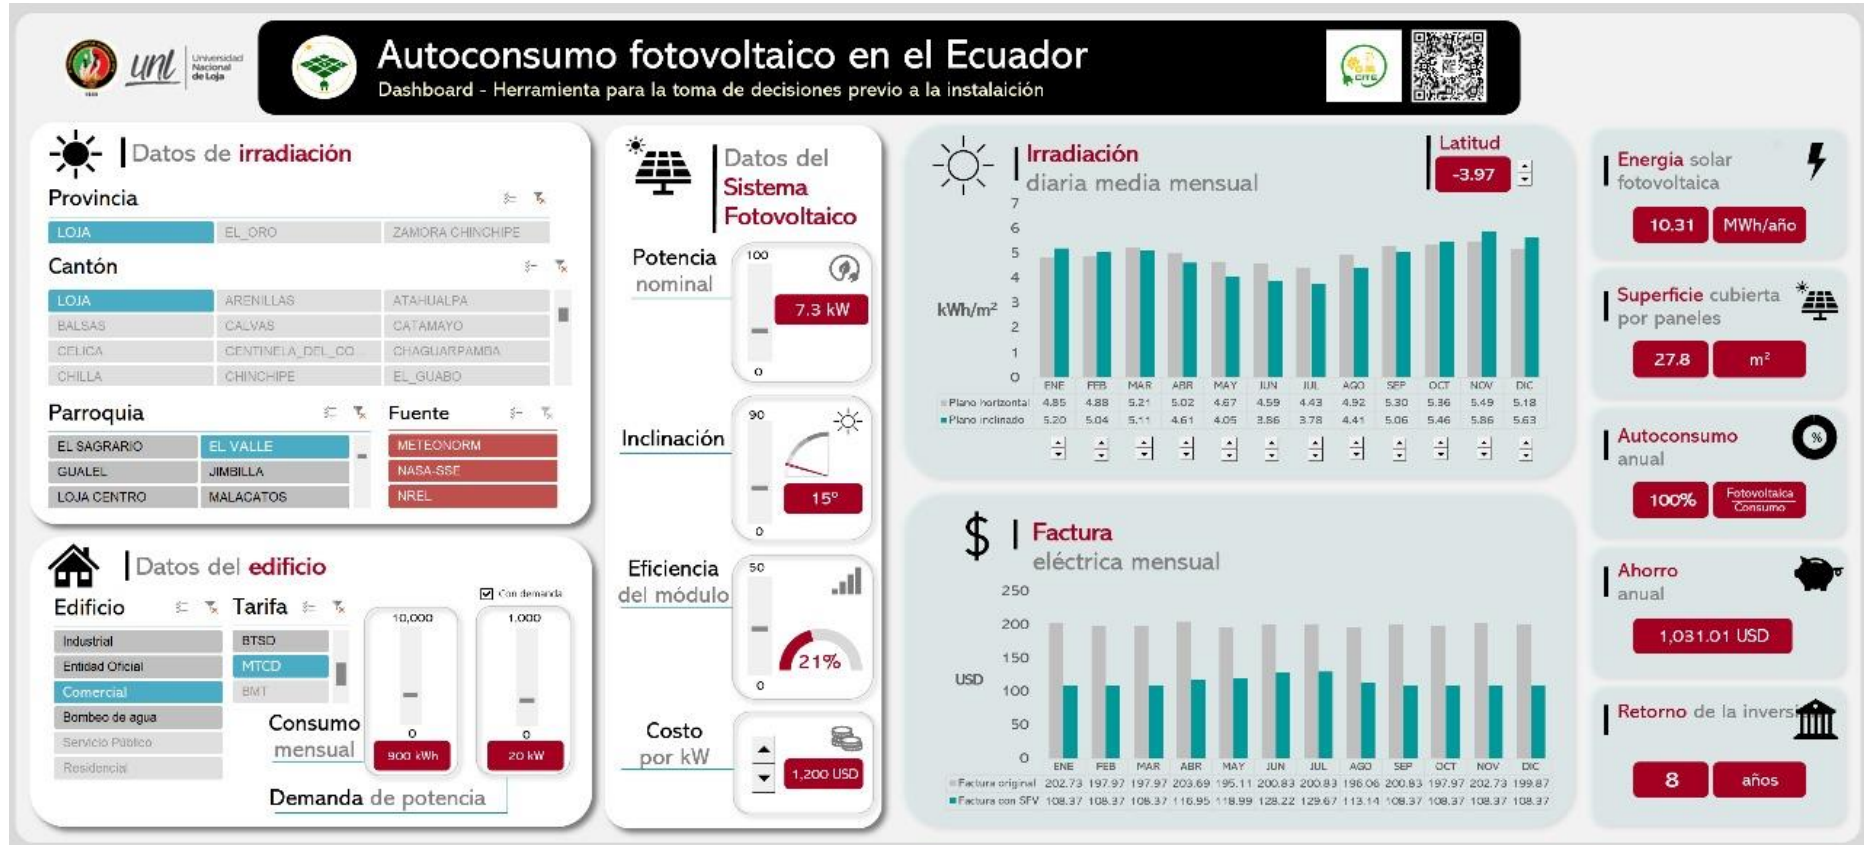 unl
Universidad
Nacional
de Loja
Autoconsumo fotovoltaico en el Ecuador
Dashboard - Herramienta para la toma de decisiones previo a la instalaición
CITE
Datos de irradiación
Provincia
LOJA EL_ORO ZAMORA CHINCHIPE
Cantón
LOJA ARENILLAS ATAHUALPA
BALSAS CALVAS CATAMAYO
CELICA CENTINELA_DEL_CO... CHAGUARPAMBA
CHILLA CHINCHIPE EL_GUABO
Parroquia
EL SAGRARIO EL VALLE
GUALEL JIMBILLA
LOJA CENTRO MALACATOS
Fuente
METEONORM
NASA-SSE
NREL
Datos del edificio
Edificio
Industrial
Entidad Oficial
Comercial
Bombeo de agua
Servicio Público
Residencial
Tarifa
BTSD
MTCD
BMT
Con demanda
10,000
0
900 kWh
Consumo
mensual
1,000
0
20 kW
Demanda de potencia
Datos del
Sistema
Fotovoltaico
Potencia
nominal
100
7.3 kW
0
Inclinación
90
15°
0
Eficiencia
del módulo
50
21%
0
Costo
por kW
1,200 USD
Irradiación
diaria media mensual
Latitud
-3.97
kWh/m²
7
6
5
4
3
2
1
0
ENE FEB MAR ABR MAY JUN JUL AGO SEP OCT NOV DIC
Plano horizontal 4.85 4.88 5.21 5.02 4.67 4.59 4.43 4.92 5.30 5.36 5.49 5.18
Plano inclinado 5.20 5.04 5.11 4.61 4.05 3.86 3.78 4.41 5.06 5.46 5.86 5.63
$
Factura
eléctrica mensual
USD
250
200
150
100
50
0
ENE FEB MAR ABR MAY JUN JUL AGO SEP OCT NOV DIC
Factura original 202.73 197.97 197.97 203.69 195.11 200.83 200.83 196.06 200.83 197.97 202.73 199.87
Factura con SFV 108.37 108.37 108.37 116.95 118.99 128.22 129.67 113.14 108.37 108.37 108.37 108.37
Energía solar
fotovoltaica
10.31 MWh/año
Superficie cubierta
por paneles
27.8 m²
Autoconsumo
anual
%
100% Fotovoltaica
Consumo
Ahorro
anual
1,031.01 USD
Retorno de la inversi
8 años